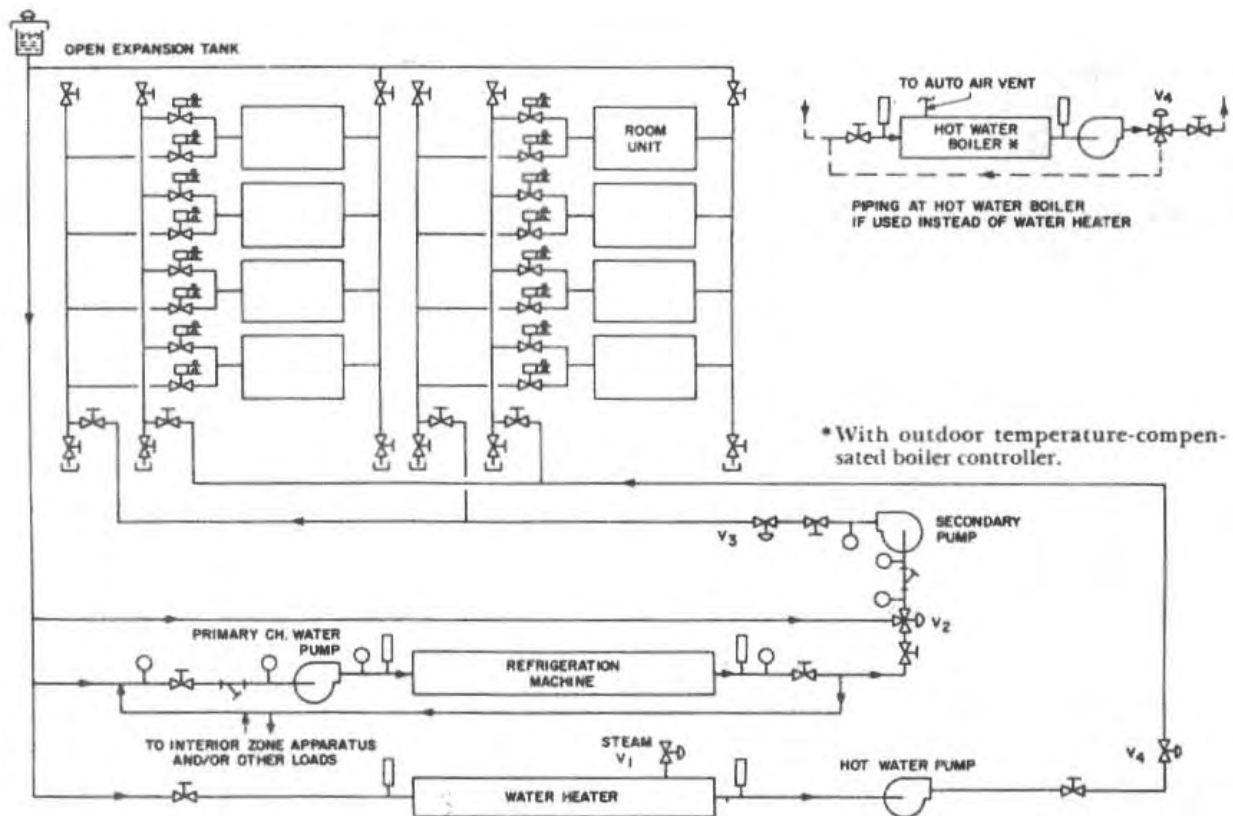 OPEN EXPANSION TANK
TO AUTO AIR VENT
V4
HOT WATER
BOILER *
ROOM
UNIT
PIPING AT HOT WATER BOILER
IF USED INSTEAD OF WATER HEATER
*With outdoor temperature-compen-
sated boiler controller.
SECONDARY
PUMP
V3
V2
PRIMARY CH. WATER
PUMP
REFRIGERATION
MACHINE
TO INTERIOR ZONE APPARATUS
AND/OR OTHER LOADS
STEAM
V1
HOT WATER PUMP
V4
WATER HEATER